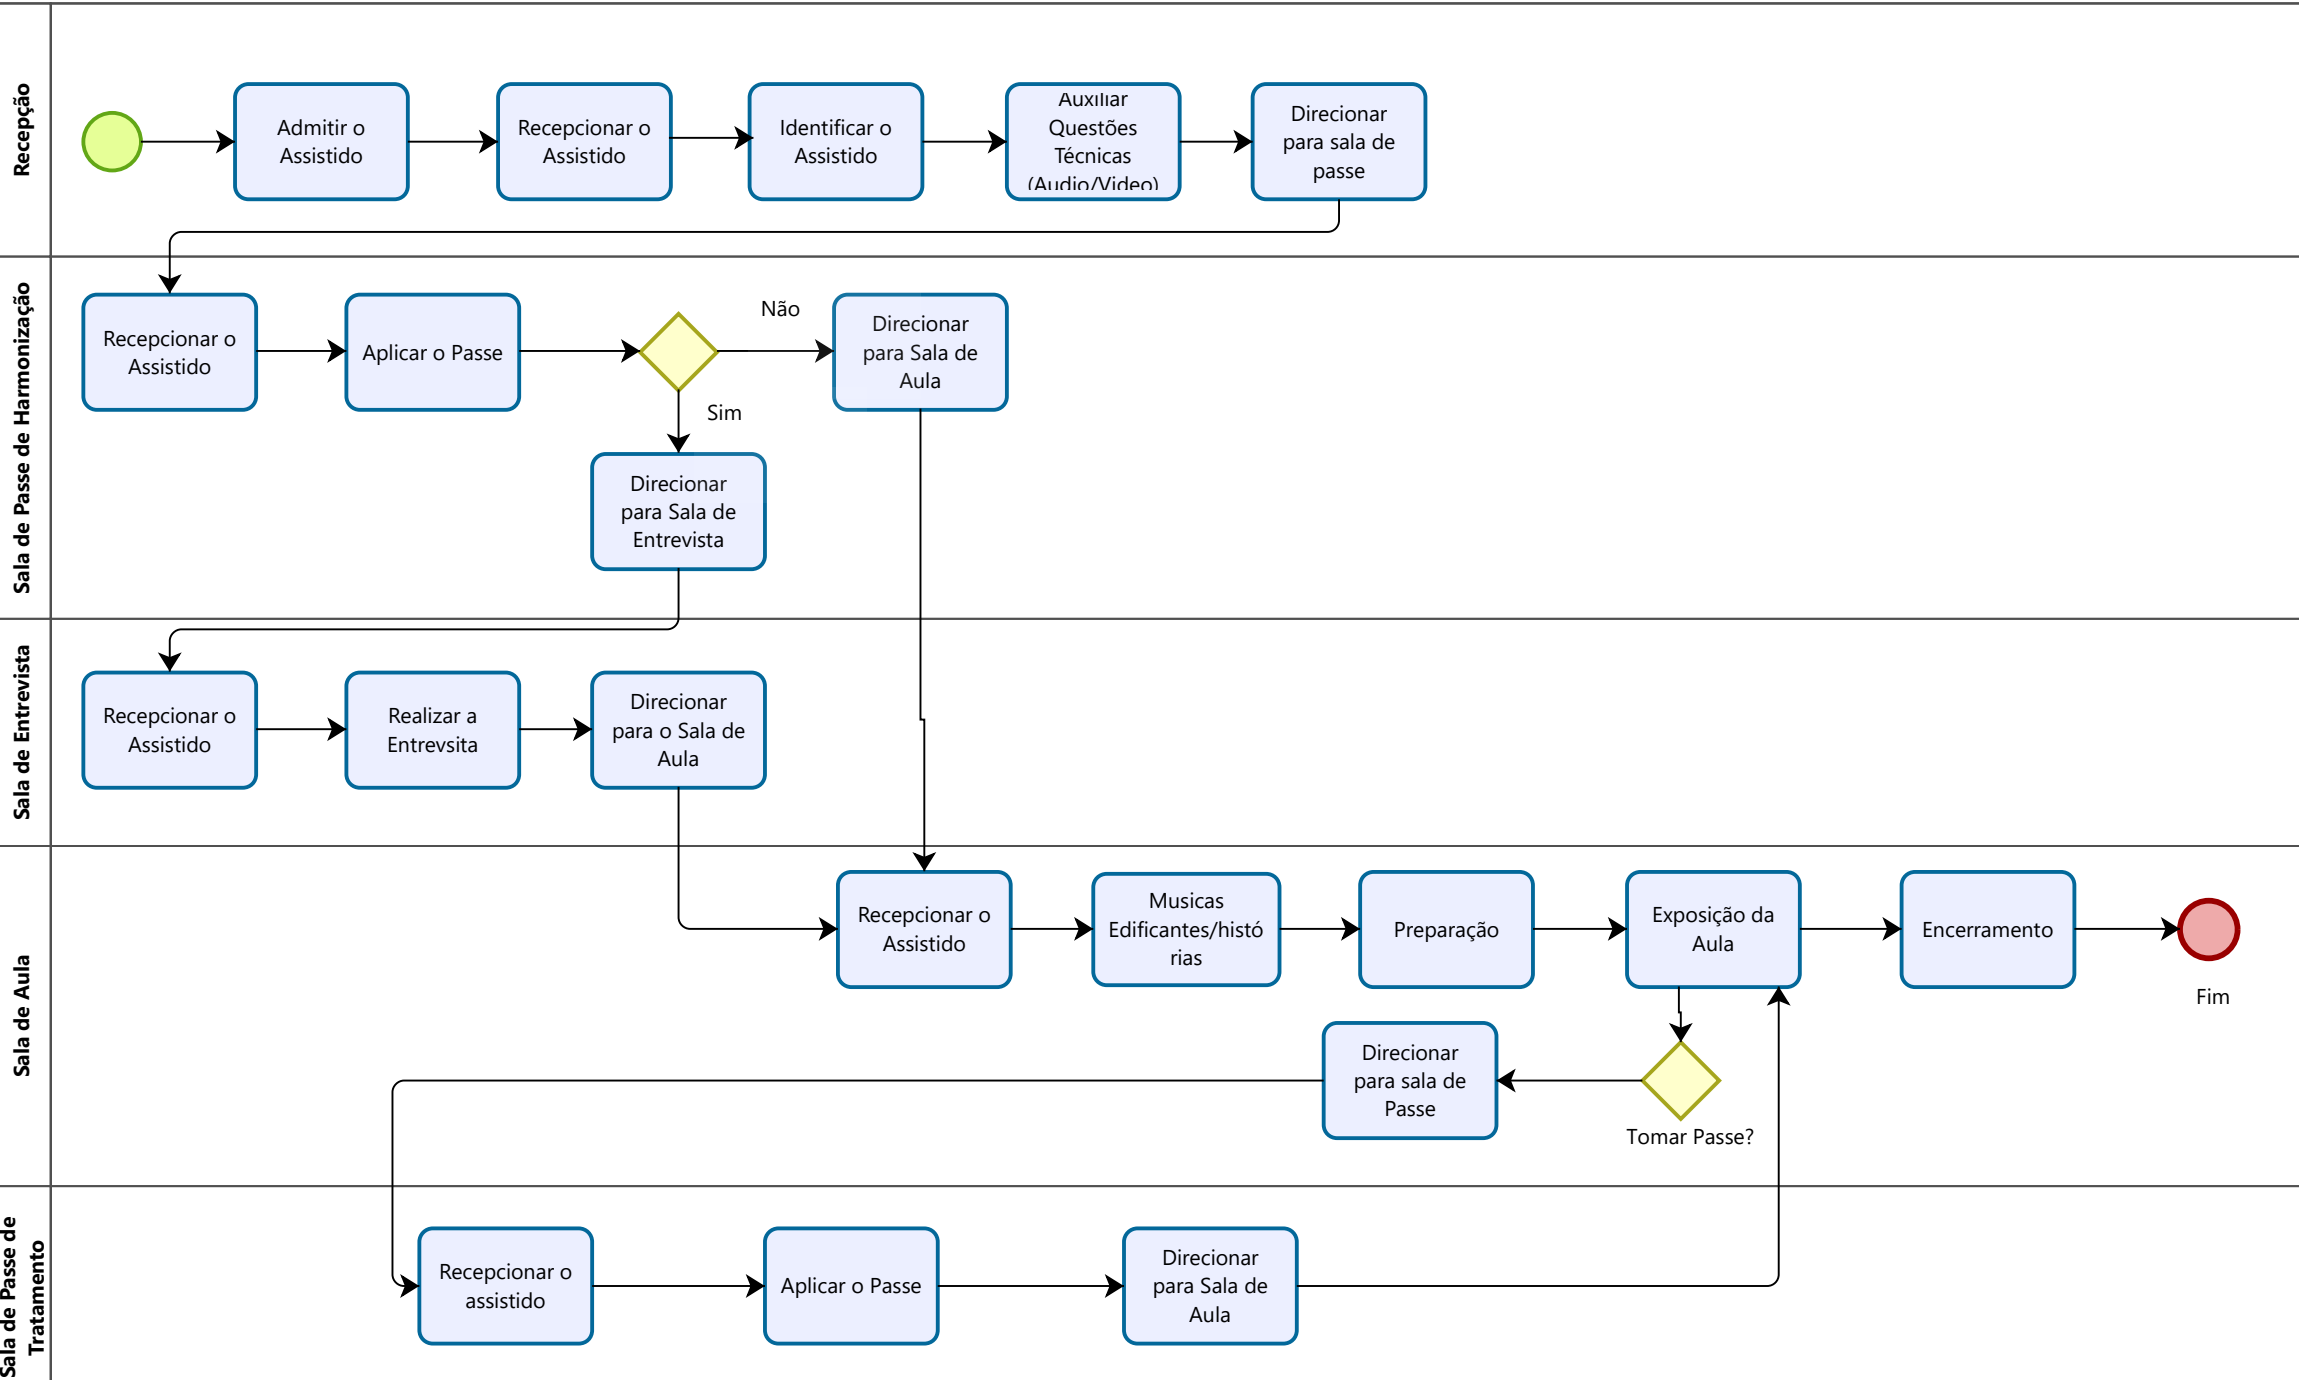 Recepção
Admitir o
Assistido
Recepcionar o
Assistido
Identificar o
Assistido
Auxiliar
Questões
Técnicas
(Audio/Video)
Direcionar
para sala de
passe
Sala de Passe de Harmonização
Recepcionar o
Assistido
Aplicar o Passe
Não
Sim
Direcionar
para Sala de
Aula
Direcionar
para Sala de
Entrevista
Sala de Entrevista
Recepcionar o
Assistido
Realizar a
Entrevsita
Direcionar
para o Sala de
Aula
Sala de Aula
Recepcionar o
Assistido
Musicas
Edificantes/histó
rias
Preparação
Exposição da
Aula
Encerramento
Fim
Direcionar
para sala de
Passe
Tomar Passe?
Sala de Passe de
Tratamento
Recepcionar o
assistido
Aplicar o Passe
Direcionar
para Sala de
Aula